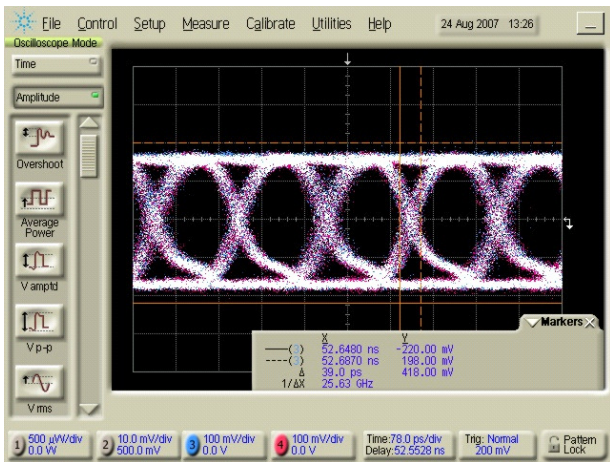 File Control Setup Measure Calibrate Utilities Help 24 Aug 2007 13:26
Oscilloscope Mode
Time
Amplitude
Overshoot
Average
Power
V amptd
V p-p
V rms
Markers
X Y
(3) 52.6480 ns -220.00 mV
(3) 52.6870 ns 198.00 mV
Δ 39.0 ps 418.00 mV
1/ΔX 25.63 GHz
1 500 µW/div
0.0 W
2 10.0 mV/div
500.0 mV
3 100 mV/div
0.0 V
4 100 mV/div
0.0 V
Time:78.0 ps/div
Delay:52.5528 ns
Trig: Normal
200 mV
Pattern
Lock